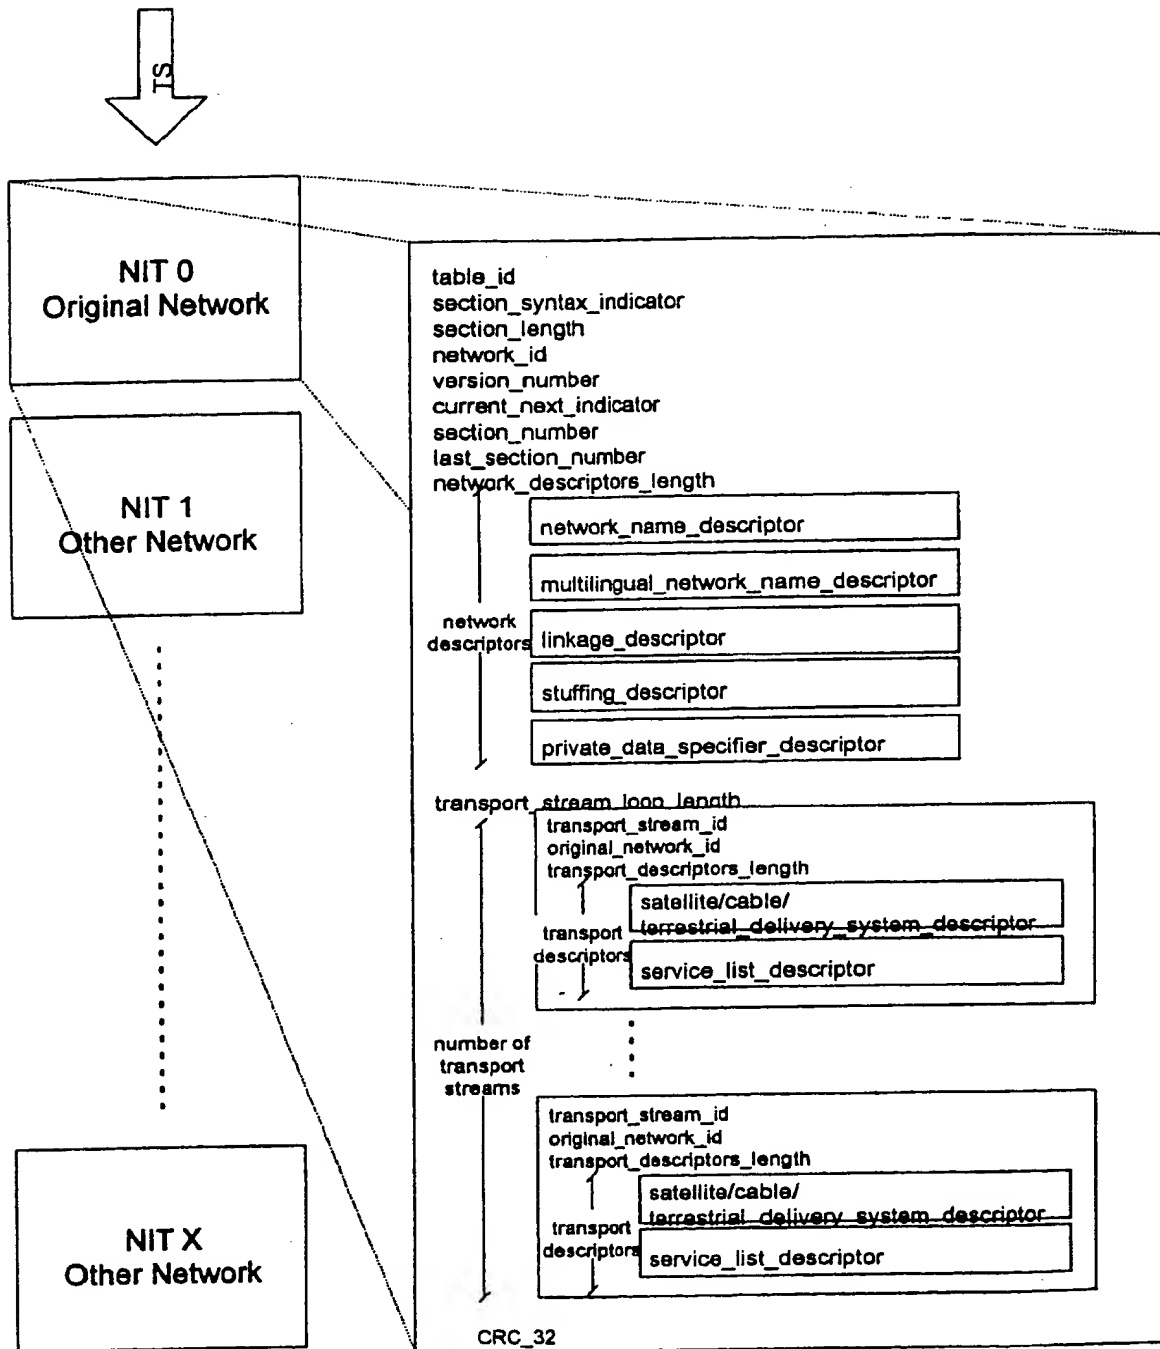 TS
NIT 0
Original Network
NIT 1
Other Network
NIT X
Other Network
table_id
section_syntax_indicator
section_length
network_id
version_number
current_next_indicator
section_number
last_section_number
network_descriptors_length
network
descriptors
network_name_descriptor
multilingual_network_name_descriptor
linkage_descriptor
stuffing_descriptor
private_data_specifier_descriptor
transport_stream_loop_length
number of
transport
streams
transport_stream_id
original_network_id
transport_descriptors_length
transport
descriptors
satellite/cable/
terrestrial_delivery_system_descriptor
service_list_descriptor
transport_stream_id
original_network_id
transport_descriptors_length
transport
descriptors
satellite/cable/
terrestrial_delivery_system_descriptor
service_list_descriptor
CRC_32